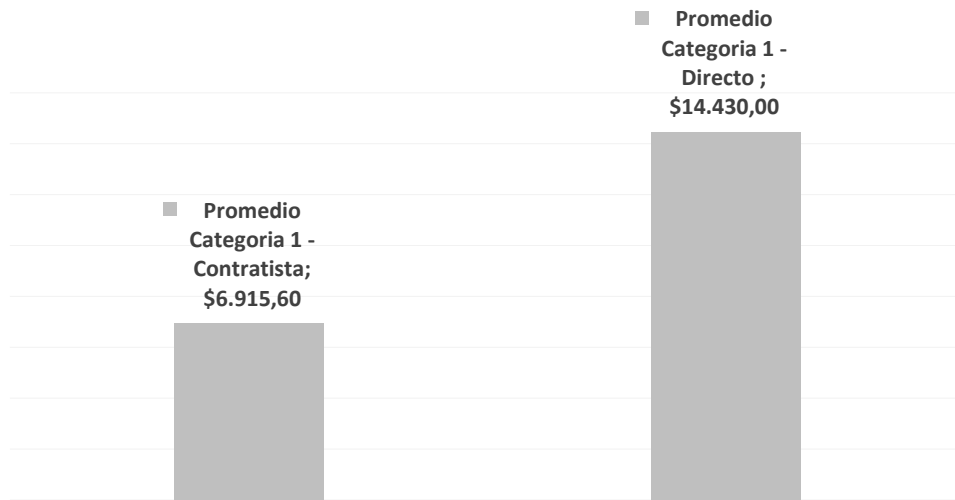 Promedio
Categoria 1 -
Contratista;
$6.915,60
Promedio
Categoria 1 -
Directo ;
$14.430,00